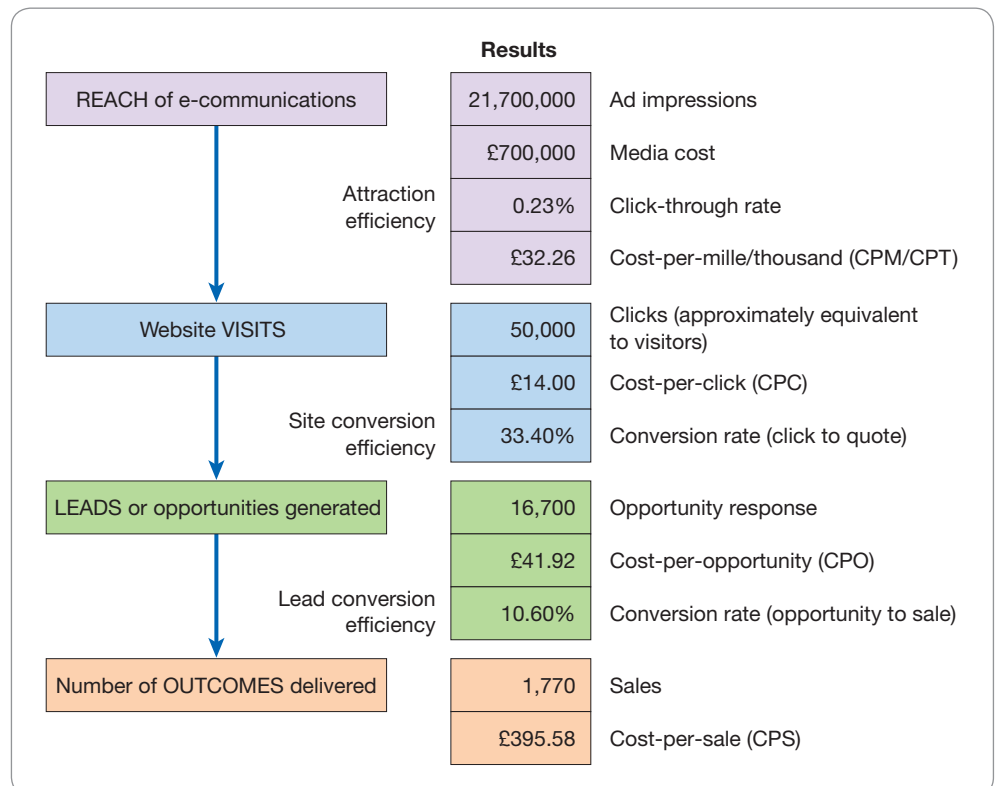 Results
REACH of e-communications
21,700,000 Ad impressions
£700,000 Media cost
Attraction
efficiency
0.23% Click-through rate
£32.26 Cost-per-mille/thousand (CPM/CPT)
Website VISITS
50,000 Clicks (approximately equivalent
to visitors)
£14.00 Cost-per-click (CPC)
Site conversion
efficiency
33.40% Conversion rate (click to quote)
LEADS or opportunities generated
16,700 Opportunity response
£41.92 Cost-per-opportunity (CPO)
Lead conversion
efficiency
10.60% Conversion rate (opportunity to sale)
Number of OUTCOMES delivered
1,770 Sales
£395.58 Cost-per-sale (CPS)